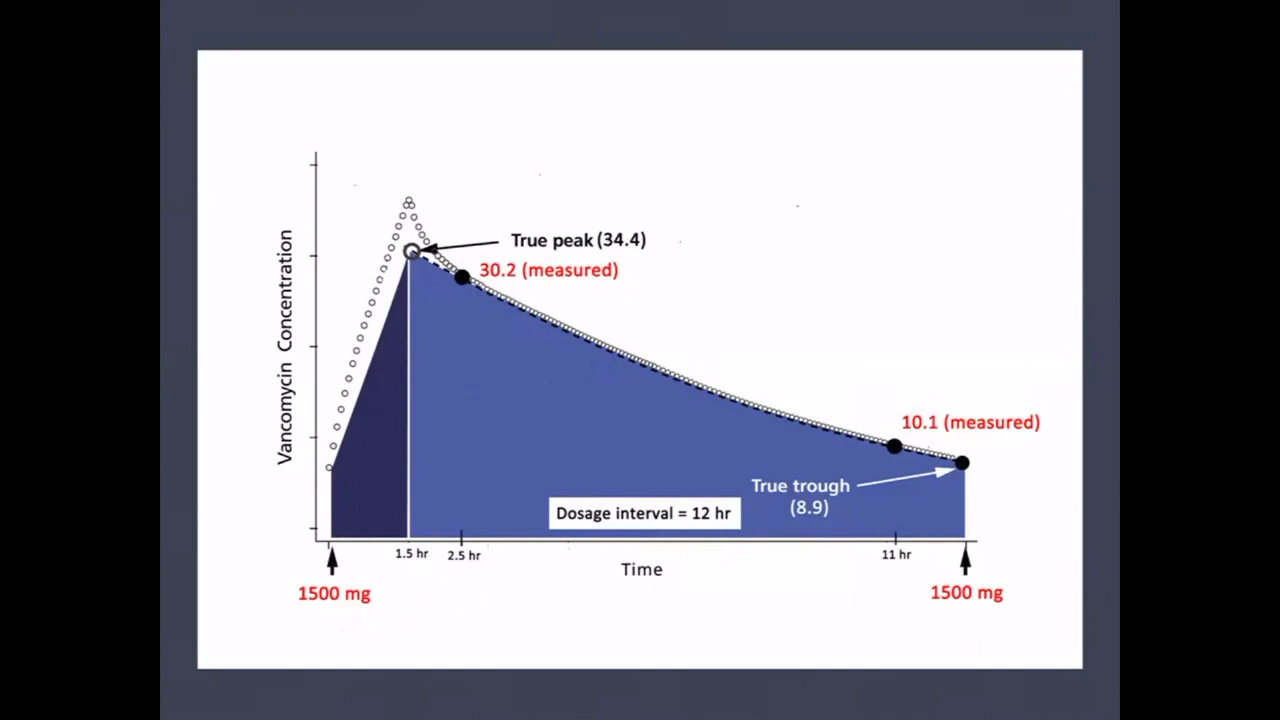 True peak (34.4)
30.2 (measured)
Vancomycin Concentration
10.1 (measured)
True trough
(8.9)
Dosage interval = 12 hr
1.5 hr
2.5 hr
11 hr
Time
1500 mg
1500 mg